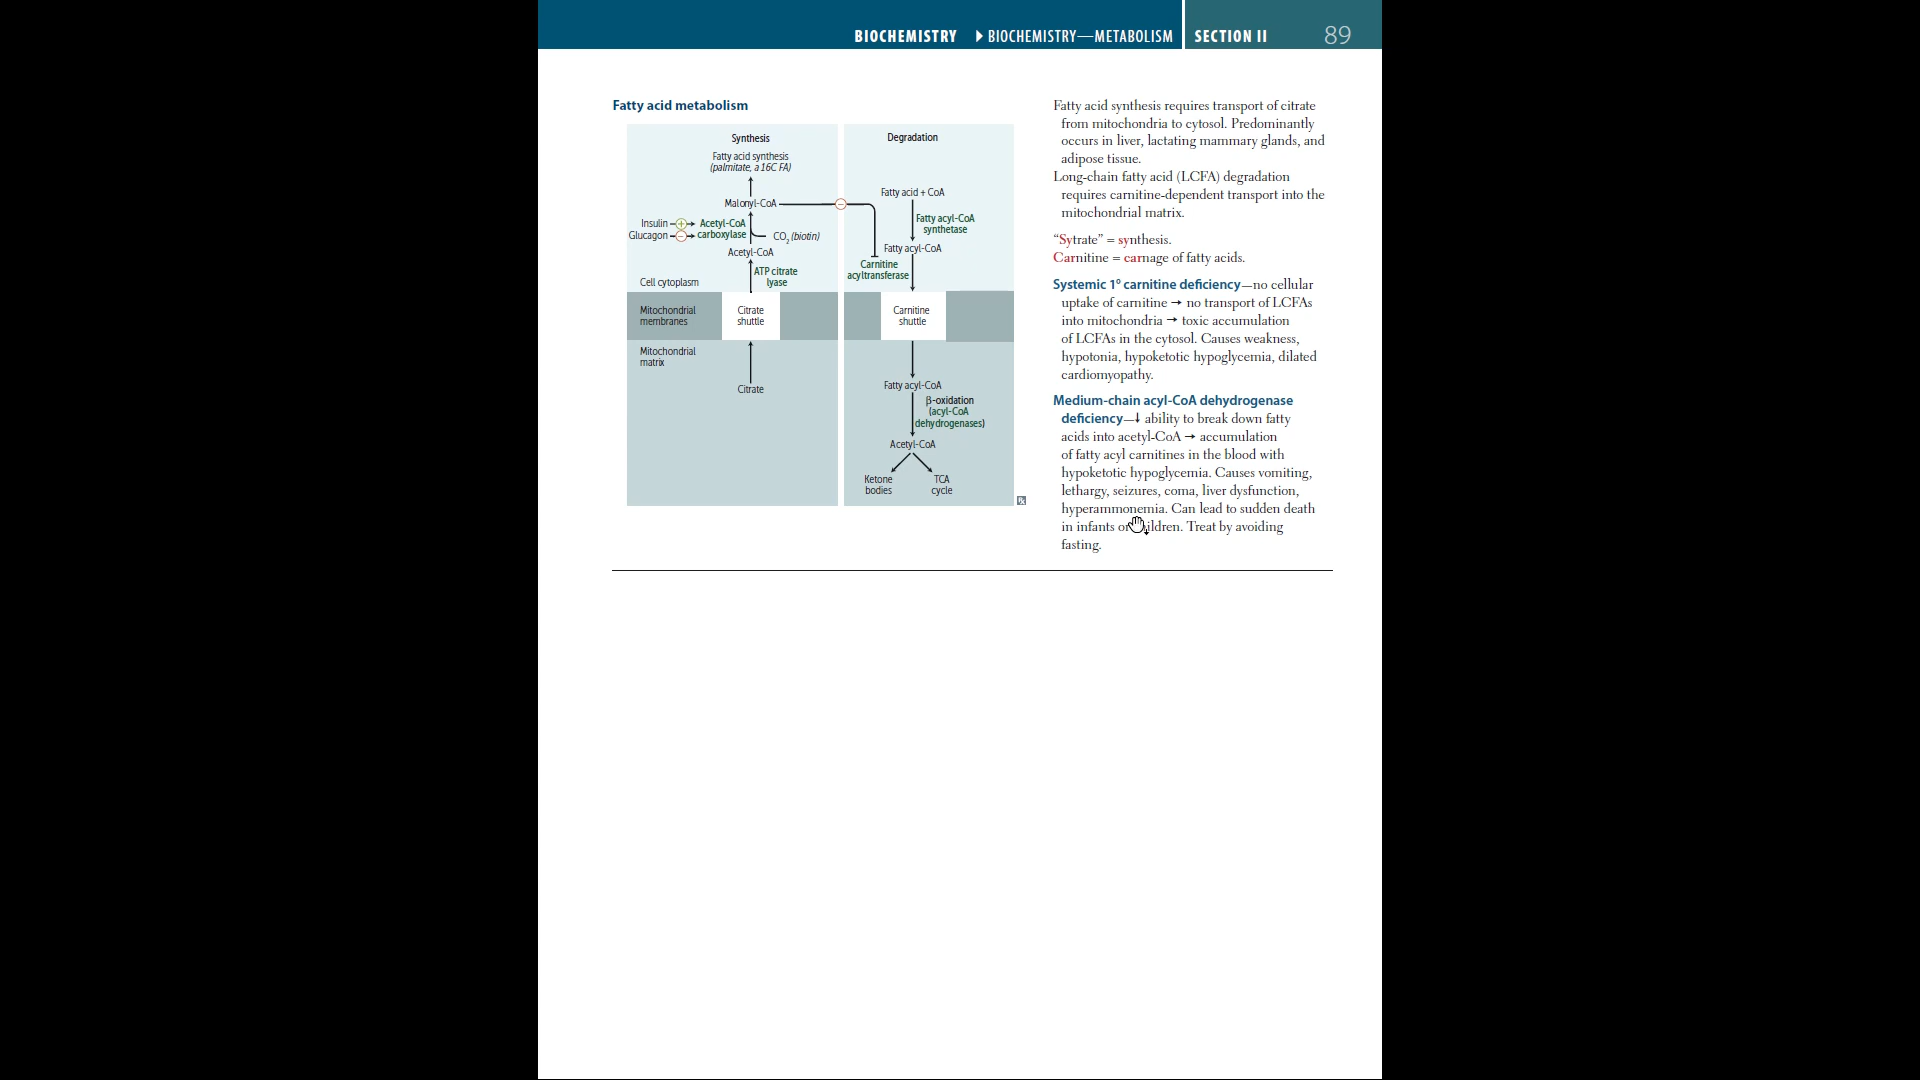 BIOCHEMISTRY ▶ BIOCHEMISTRY—METABOLISM SECTION II 89
Fatty acid metabolism
Synthesis
Fatty acid synthesis
(palmitate, a 16C FA)
Malonyl-CoA
Insulin + Acetyl-CoA
Glucagon – carboxylase
CO2 (biotin)
Acetyl-CoA
ATP citrate
lyase
Cell cytoplasm
Mitochondrial
membranes
Citrate
shuttle
Mitochondrial
matrix
Citrate
Degradation
Fatty acid + CoA
–
Fatty acyl-CoA
synthetase
Fatty acyl-CoA
Carnitine
acyltransferase
Carnitine
shuttle
Fatty acyl-CoA
β-oxidation
(acyl-CoA
dehydrogenases)
Acetyl-CoA
Ketone
bodies
TCA
cycle
Rx
Fatty acid synthesis requires transport of citrate
from mitochondria to cytosol. Predominantly
occurs in liver, lactating mammary glands, and
adipose tissue.
Long-chain fatty acid (LCFA) degradation
requires carnitine-dependent transport into the
mitochondrial matrix.
“Sytrate” = synthesis.
Carnitine = carnage of fatty acids.
Systemic 1° carnitine deficiency—no cellular
uptake of carnitine → no transport of LCFAs
into mitochondria → toxic accumulation
of LCFAs in the cytosol. Causes weakness,
hypotonia, hypoketotic hypoglycemia, dilated
cardiomyopathy.
Medium-chain acyl-CoA dehydrogenase
deficiency—↓ ability to break down fatty
acids into acetyl-CoA → accumulation
of fatty acyl carnitines in the blood with
hypoketotic hypoglycemia. Causes vomiting,
lethargy, seizures, coma, liver dysfunction,
hyperammonemia. Can lead to sudden death
in infants or children. Treat by avoiding
fasting.